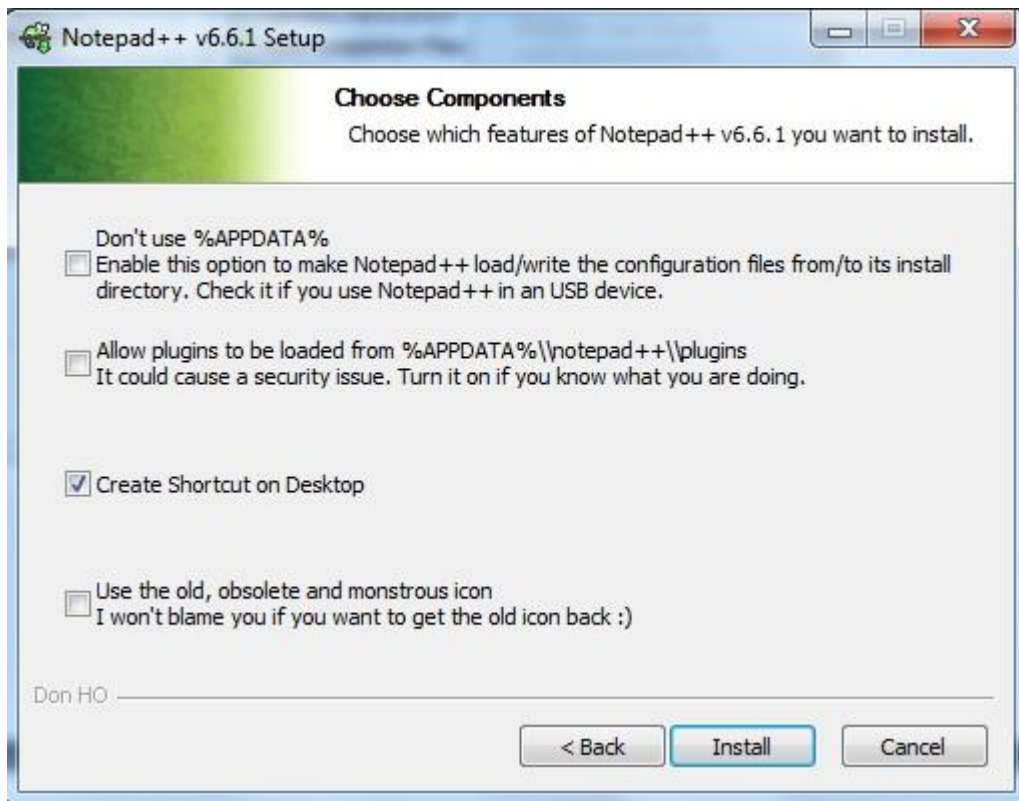 Notepad++ v6.6.1 Setup
Choose Components
Choose which features of Notepad++ v6.6.1 you want to install.
Don't use %APPDATA%
Enable this option to make Notepad++ load/write the configuration files from/to its install
directory. Check it if you use Notepad++ in an USB device.
Allow plugins to be loaded from %APPDATA%\\notepad++\\plugins
It could cause a security issue. Turn it on if you know what you are doing.
Create Shortcut on Desktop
Use the old, obsolete and monstrous icon
I won't blame you if you want to get the old icon back :)
Don HO
< Back Install Cancel